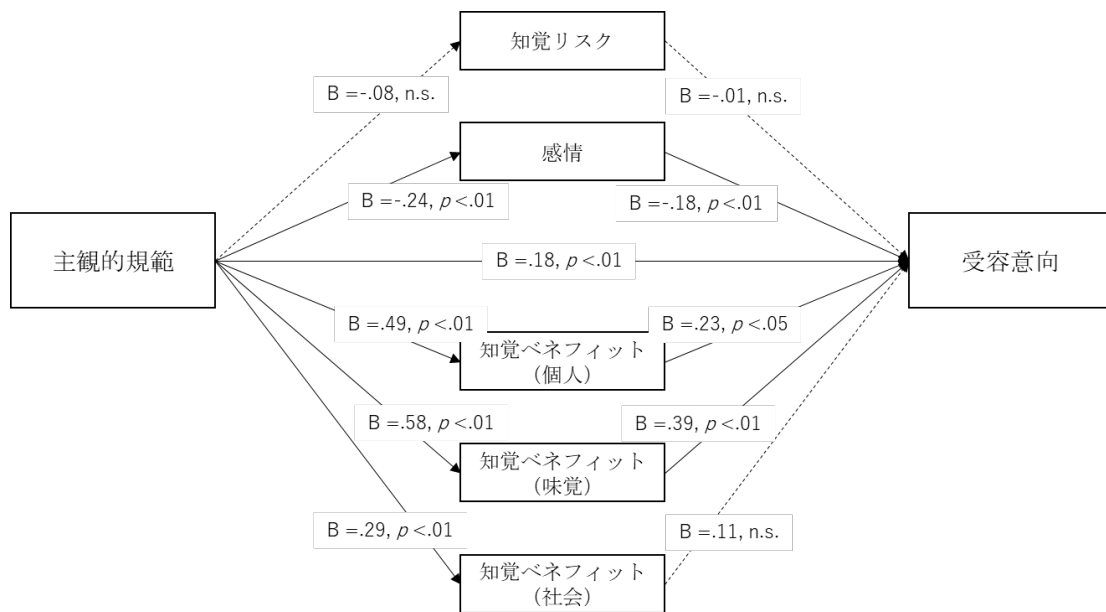 知覚リスク
B =-.08, n.s.
B =-.01, n.s.
感情
B =-.24, p <.01
B =-.18, p <.01
主観的規範
B =.18, p <.01
受容意向
B =.49, p <.01
B =.23, p <.05
知覚ベネフィット
（個人）
B =.58, p <.01
B =.39, p <.01
知覚ベネフィット
（味覚）
B =.29, p <.01
B =.11, n.s.
知覚ベネフィット
（社会）